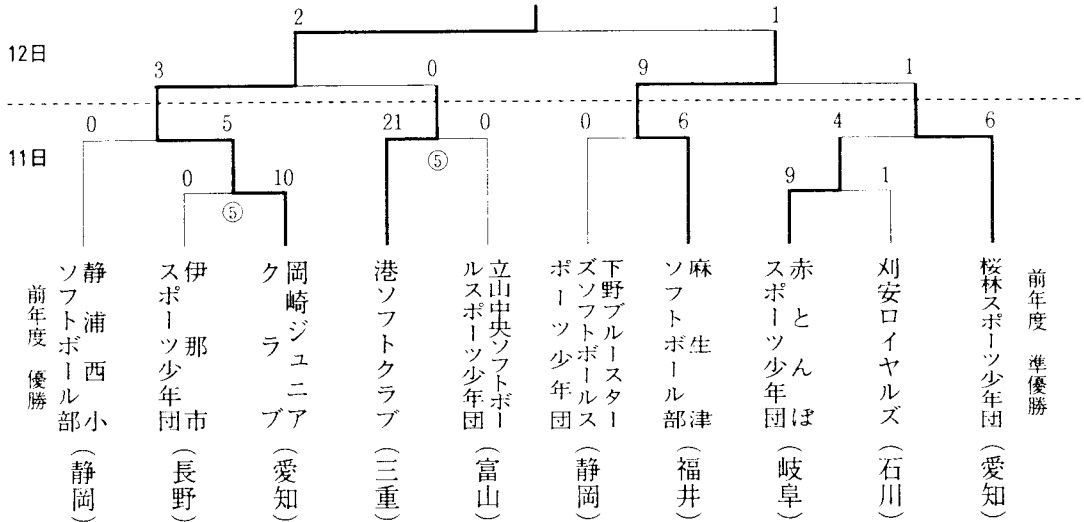 2 1
12日
3 0 9 1
0 5 21 0 0 6 4 6
11日
⑤
0 10 9 1
⑤
前年度 優勝
静浦西小
ソフトボール部
(静岡)
伊那市
スポーツ少年団
(長野)
岡崎ジュニア
クラブ
(愛知)
港ソフトクラブ
(三重)
立山中央ソフトボー
ルスポーツ少年団
(富山)
下野ブルースター
ズソフトボールス
ポーツ少年団
(静岡)
麻生津
ソフトボール部
(福井)
赤とんぼ
スポーツ少年団
(岐阜)
刈安ロイヤルズ
(石川)
桜林スポーツ少年団
(愛知)
前年度 準優勝